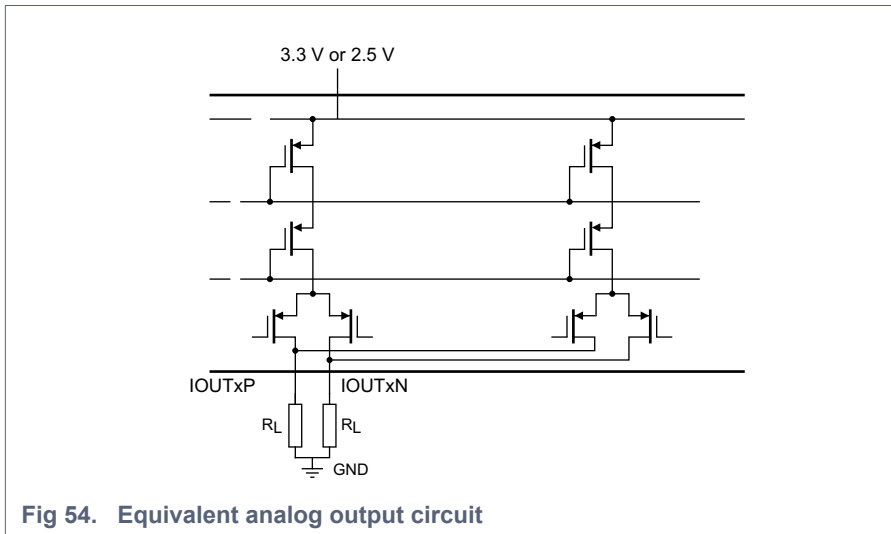 3.3 V or 2.5 V
IOUTxP
IOUTxN
RL
RL
GND
Fig 54. Equivalent analog output circuit